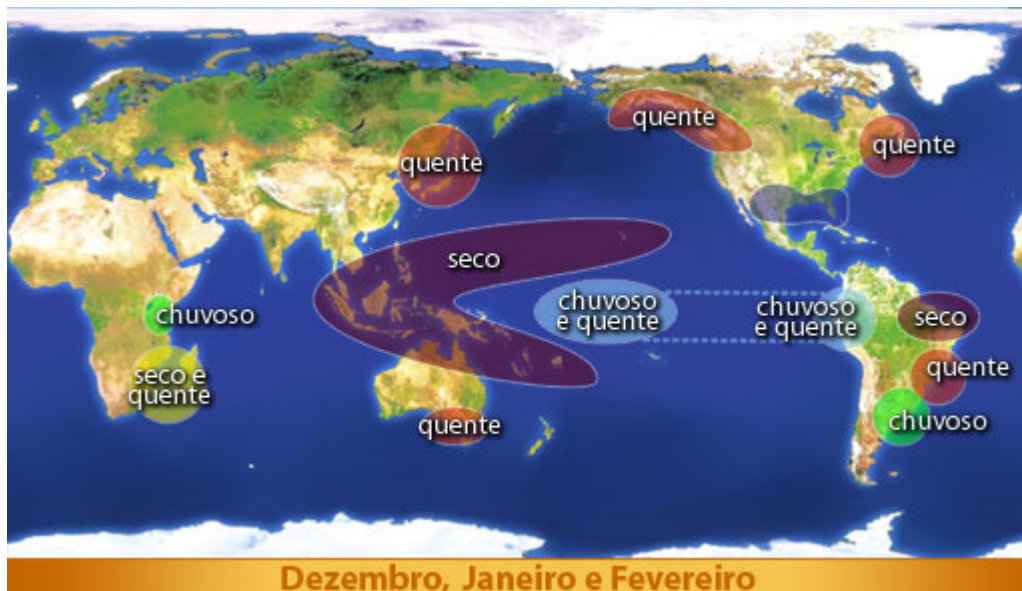 quente
quente
quente
seco
chuvoso
e quente
chuvoso
e quente
chuvoso
seco
seco e
quente
quente
quente
chuvoso
Dezembro, Janeiro e Fevereiro